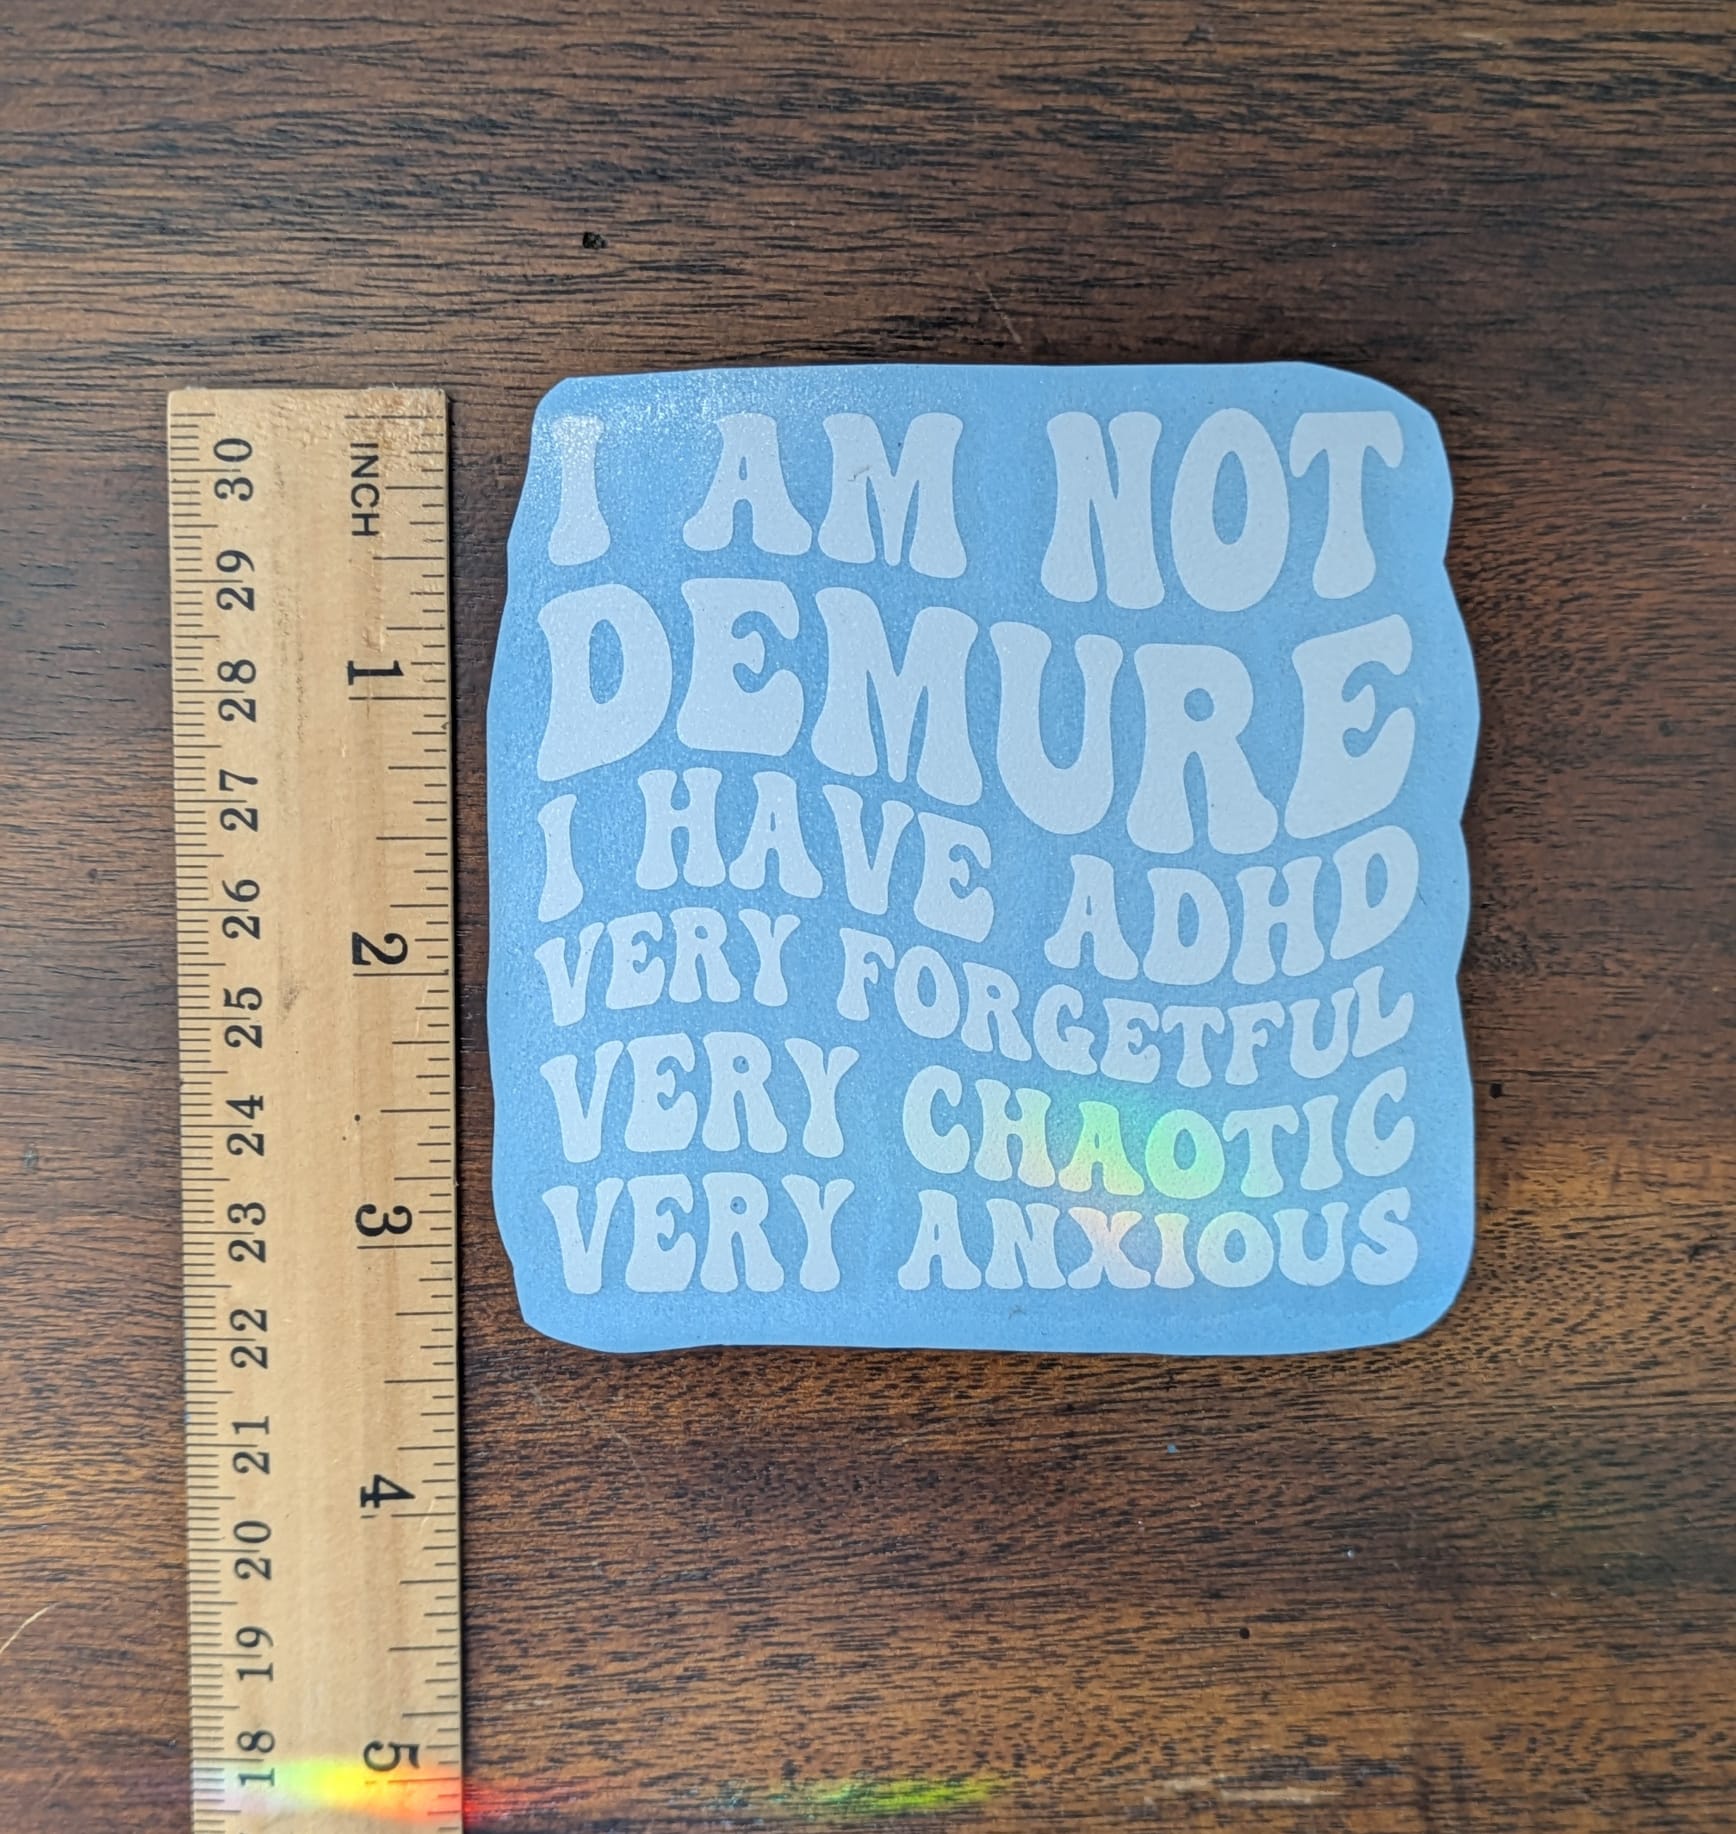 I AM NOT
DEMURE
I HAVE ADHD
VERY FORGETFUL
VERY CHAOTIC
VERY ANXIOUS
INCH
1
2
3
4
5
30
29
28
27
26
25
24
23
22
21
20
19
18